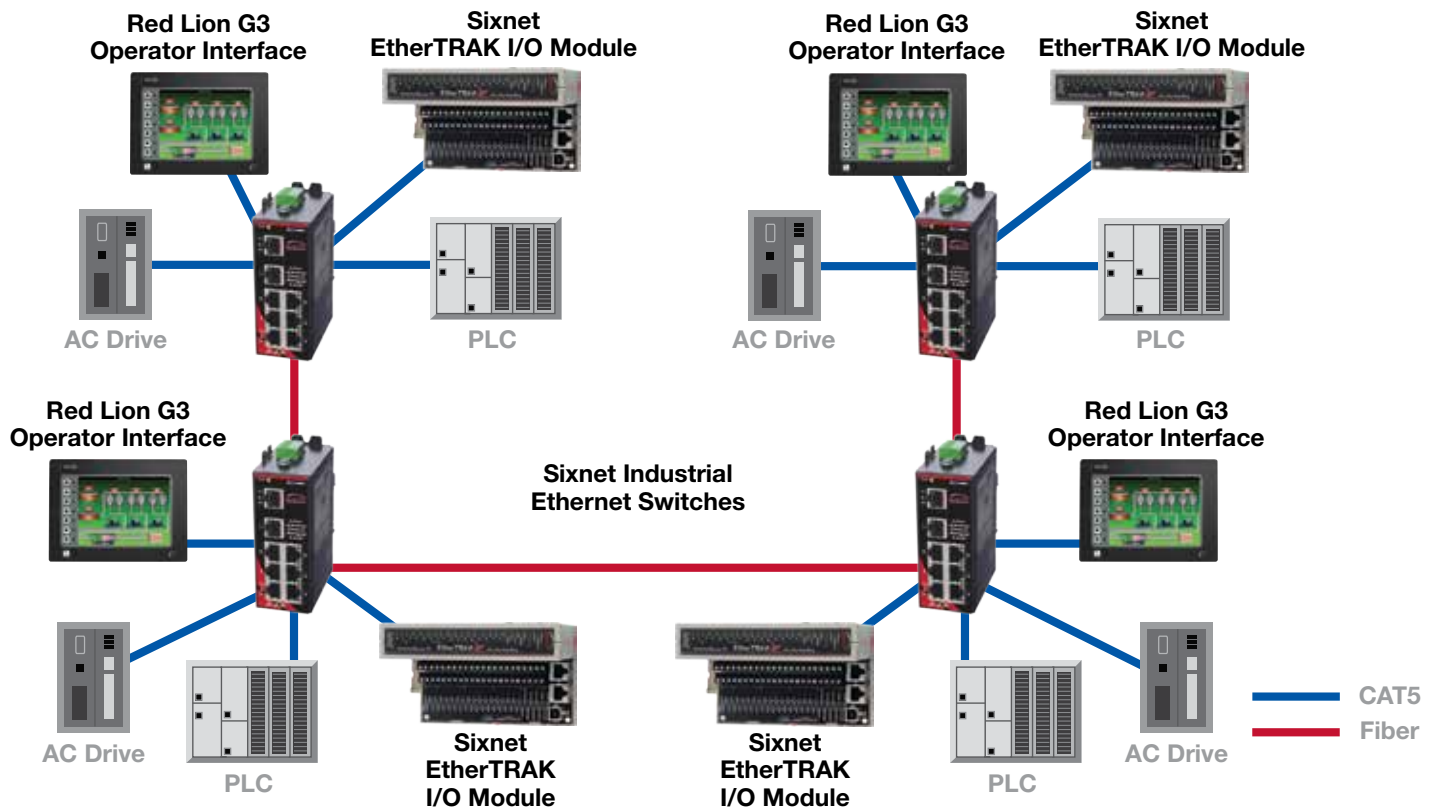 Red Lion G3
Operator Interface
Sixnet
EtherTRAK I/O Module
Red Lion G3
Operator Interface
Sixnet
EtherTRAK I/O Module
AC Drive
PLC
AC Drive
PLC
Red Lion G3
Operator Interface
Sixnet Industrial
Ethernet Switches
Red Lion G3
Operator Interface
AC Drive
PLC
Sixnet
EtherTRAK
I/O Module
Sixnet
EtherTRAK
I/O Module
PLC
AC Drive
CAT5
Fiber